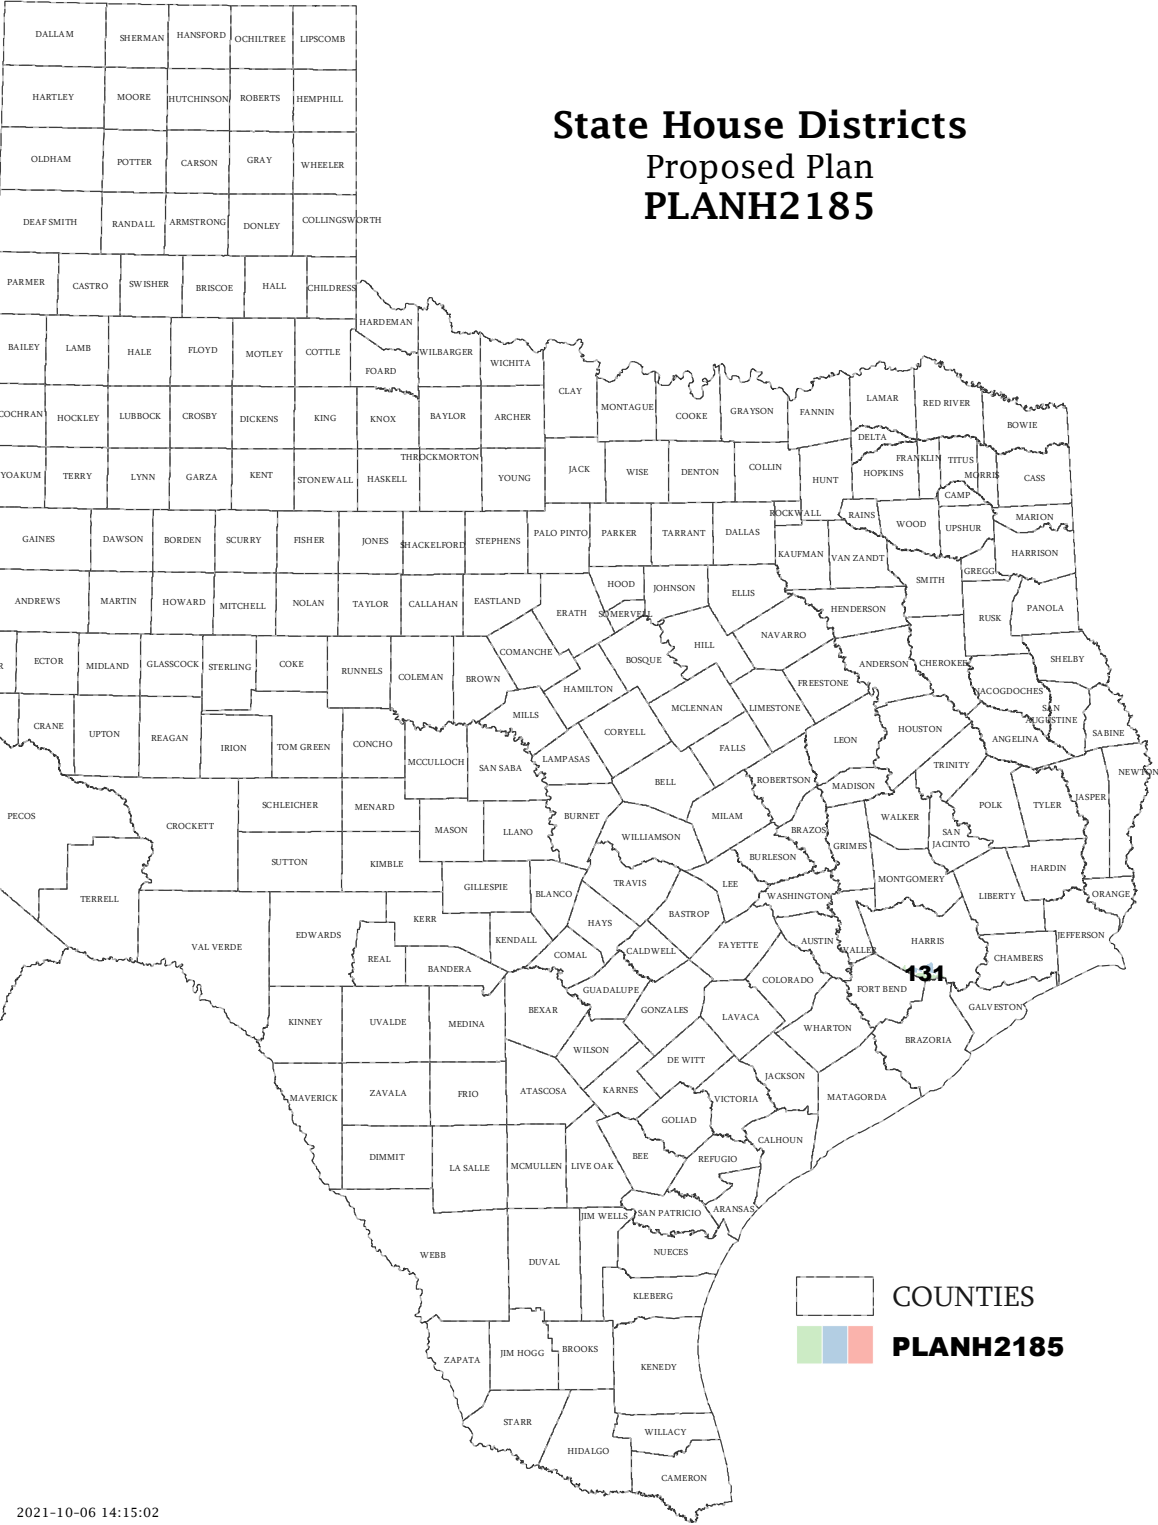 State House Districts
Proposed Plan
PLANH2185
DALLAM
SHERMAN
HANSFORD
OCHILTREE
LIPSCOMB
HARTLEY
MOORE
HUTCHINSON
ROBERTS
HEMPHILL
OLDHAM
POTTER
CARSON
GRAY
WHEELER
DEAF SMITH
RANDALL
ARMSTRONG
DONLEY
COLLINGSWORTH
PARMER
CASTRO
SWISHER
BRISCOE
HALL
CHILDRESS
HARDEMAN
BAILEY
LAMB
HALE
FLOYD
MOTLEY
COTTLE
FOARD
WILBARGER
WICHITA
CLAY
MONTAGUE
COOKE
GRAYSON
FANNIN
LAMAR
RED RIVER
BOWIE
COCHRAN
HOCKLEY
LUBBOCK
CROSBY
DICKENS
KING
KNOX
BAYLOR
ARCHER
DELTA
YOAKUM
TERRY
LYNN
GARZA
KENT
STONEWALL
HASKELL
THROCKMORTON
YOUNG
JACK
WISE
DENTON
COLLIN
HUNT
HOPKINS
FRANKLIN
TITUS
MORRIS
CASS
CAMP
GAINES
DAWSON
BORDEN
SCURRY
FISHER
JONES
SHACKELFORD
STEPHENS
PALO PINTO
PARKER
TARRANT
DALLAS
ROCKWALL
RAINS
WOOD
UPSHUR
MARION
KAUFMAN
VAN ZANDT
HARRISON
ANDREWS
MARTIN
HOWARD
MITCHELL
NOLAN
TAYLOR
CALLAHAN
EASTLAND
ERATH
HOOD
SOMERVELL
JOHNSON
ELLIS
HENDERSON
SMITH
GREGG
RUSK
PANOLA
R
ECTOR
MIDLAND
GLASSCOCK
STERLING
COKE
RUNNELS
COLEMAN
BROWN
COMANCHE
HAMILTON
BOSQUE
HILL
NAVARRO
FREESTONE
ANDERSON
CHEROKEE
NACOGDOCHES
SHELBY
CRANE
UPTON
REAGAN
IRION
TOM GREEN
CONCHO
MCCULLOCH
SAN SABA
MILLS
LAMPASAS
CORYELL
MCLENNAN
LIMESTONE
FALLS
LEON
HOUSTON
ANGELINA
SAN
AUGUSTINE
SABINE
PECOS
CROCKETT
SCHLEICHER
MENARD
MASON
LLANO
BURNET
BELL
MILAM
ROBERTSON
MADISON
TRINITY
WALKER
POLK
TYLER
JASPER
NEWTON
SUTTON
KIMBLE
WILLIAMSON
BRAZOS
GRIMES
SAN
JACINTO
TERRELL
VAL VERDE
EDWARDS
KERR
GILLESPIE
BLANCO
TRAVIS
LEE
BURLESON
WASHINGTON
MONTGOMERY
LIBERTY
HARDIN
ORANGE
REAL
BANDERA
KENDALL
COMAL
HAYS
CALDWELL
BASTROP
FAYETTE
AUSTIN
WALLER
HARRIS
131
CHAMBERS
JEFFERSON
KINNEY
UVALDE
MEDINA
BEXAR
GUADALUPE
GONZALES
LAVACA
COLORADO
WHARTON
FORT BEND
BRAZORIA
GALVESTON
MAVERICK
ZAVALA
FRIO
ATASCOSA
WILSON
KARNES
DE WITT
VICTORIA
JACKSON
MATAGORDA
DIMMIT
LA SALLE
MCMULLEN
LIVE OAK
BEE
GOLIAD
REFUGIO
CALHOUN
WEBB
DUVAL
JIM WELLS
SAN PATRICIO
ARANSAS
NUECES
KLEBERG
ZAPATA
JIM HOGG
BROOKS
KENEDY
STARR
HIDALGO
WILLACY
CAMERON
COUNTIES
PLANH2185
2021-10-06 14:15:02